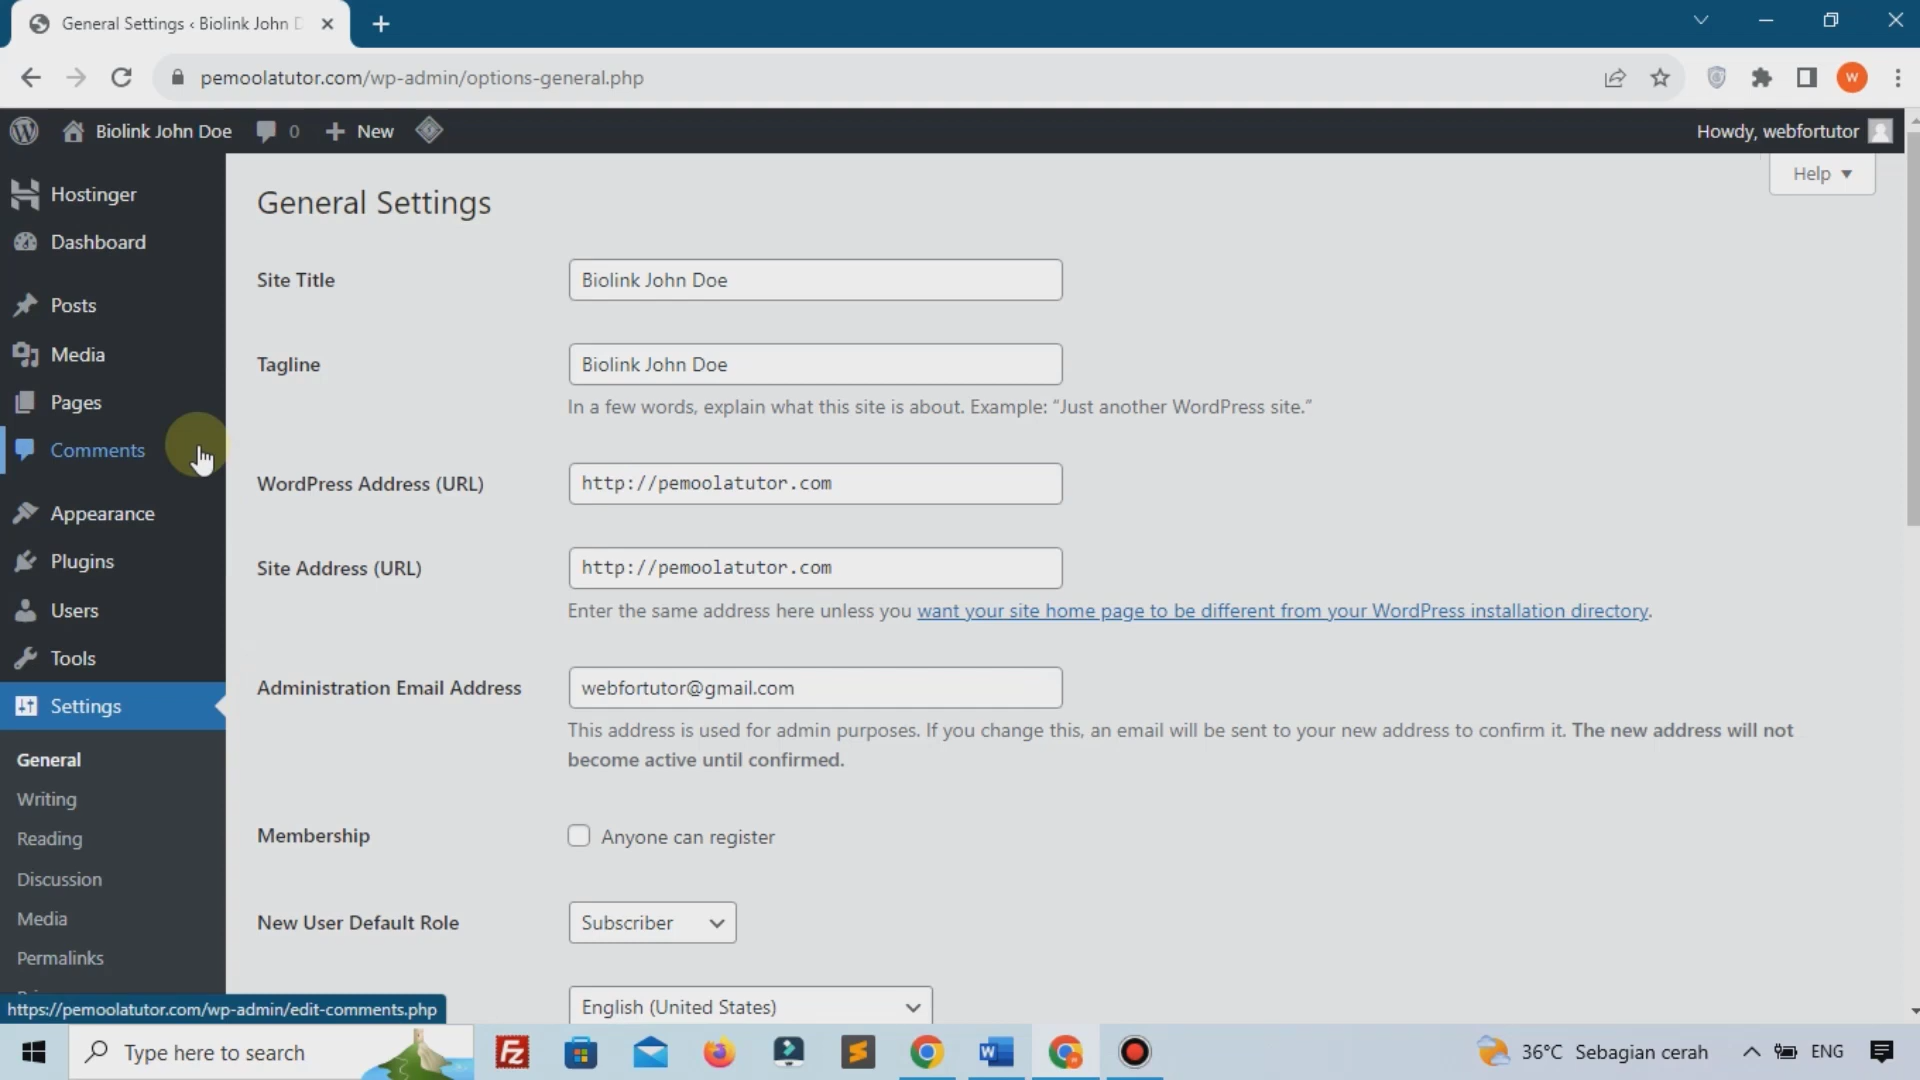 General Settings ‹ Biolink John D
pemoolatutor.com/wp-admin/options-general.php
W
Biolink John Doe
0
New
Howdy, webfortutor
Help
Hostinger
Dashboard
Posts
Media
Pages
Comments
Appearance
Plugins
Users
Tools
Settings
General
Writing
Reading
Discussion
Media
Permalinks
https://pemoolatutor.com/wp-admin/edit-comments.php
General Settings
Site Title
Biolink John Doe
Tagline
Biolink John Doe
In a few words, explain what this site is about. Example: “Just another WordPress site.”
WordPress Address (URL)
http://pemoolatutor.com
Site Address (URL)
http://pemoolatutor.com
Enter the same address here unless you want your site home page to be different from your WordPress installation directory.
Administration Email Address
webfortutor@gmail.com
This address is used for admin purposes. If you change this, an email will be sent to your new address to confirm it. The new address will not
become active until confirmed.
Membership
Anyone can register
New User Default Role
Subscriber
English (United States)
Type here to search
Fz
S
W
36°C Sebagian cerah
ENG